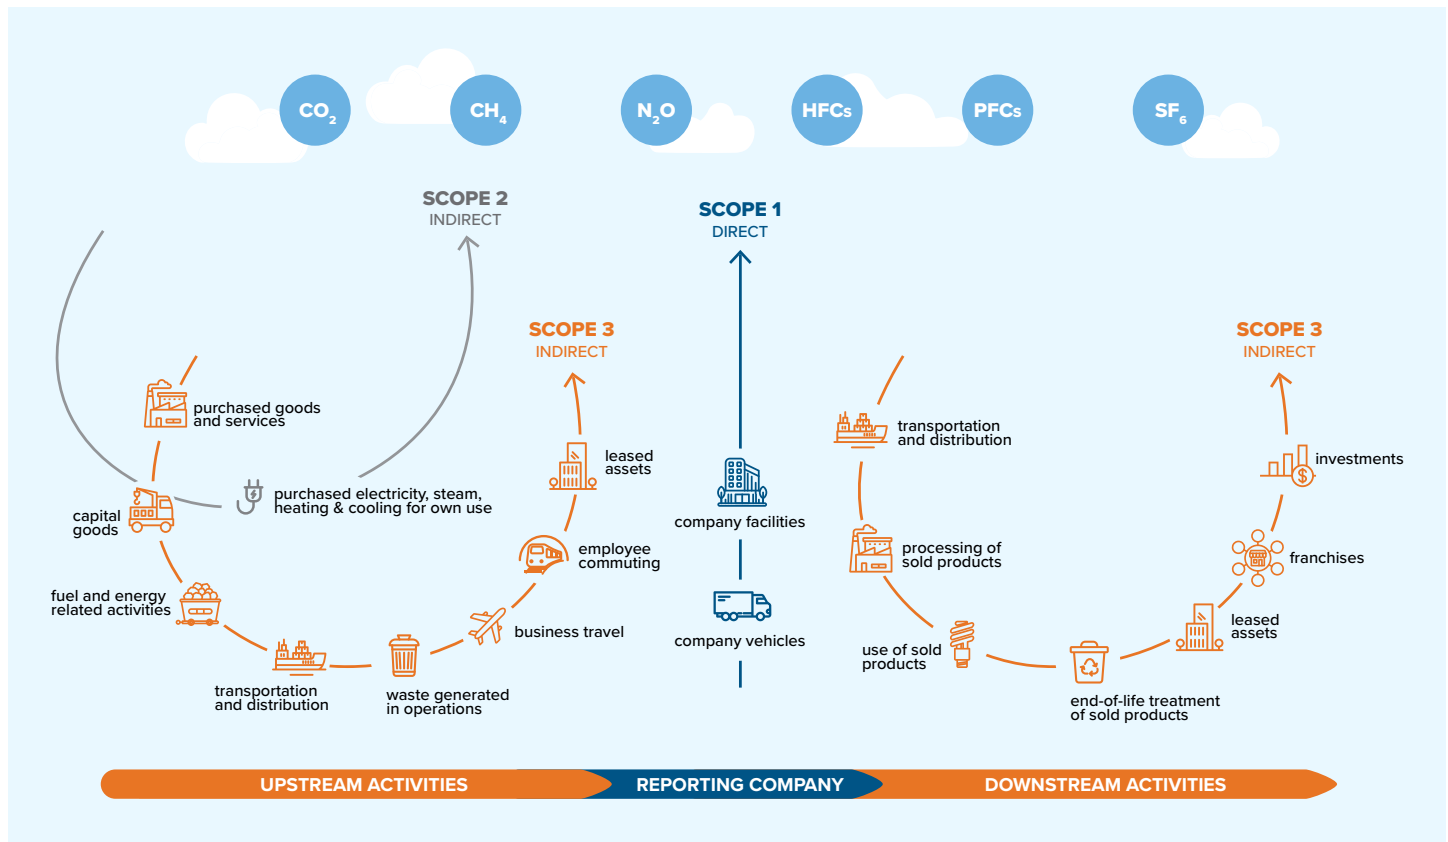 CO2
CH4
N2O
HFCs
PFCs
SF6
SCOPE 2
INDIRECT
SCOPE 1
DIRECT
SCOPE 3
INDIRECT
SCOPE 3
INDIRECT
purchased goods
and services
capital
goods
purchased electricity, steam,
heating & cooling for own use
fuel and energy
related activities
transportation
and distribution
waste generated
in operations
business travel
employee
commuting
leased
assets
company facilities
company vehicles
transportation
and distribution
processing of
sold products
use of sold
products
end-of-life treatment
of sold products
leased
assets
franchises
investments
$
UPSTREAM ACTIVITIES
REPORTING COMPANY
DOWNSTREAM ACTIVITIES